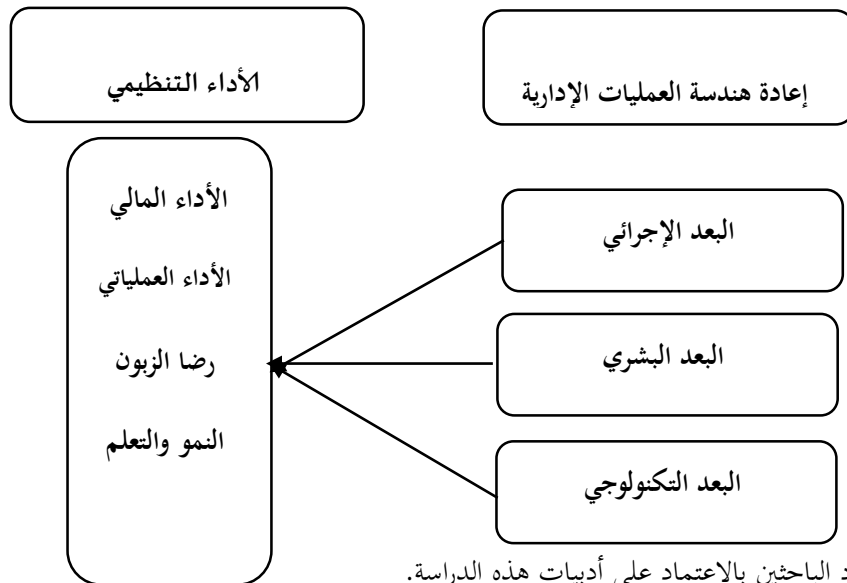 إعادة هندسة العمليات الإدارية
الأداء التنظيمي
البعد الإجرائي
البعد البشري
البعد التكنولوجي
الأداء المالي
الأداء العملياتي
رضا الزبون
النمو والتعلم
الباحثين بالاعتماد على أدبيات هذه الدراسة.